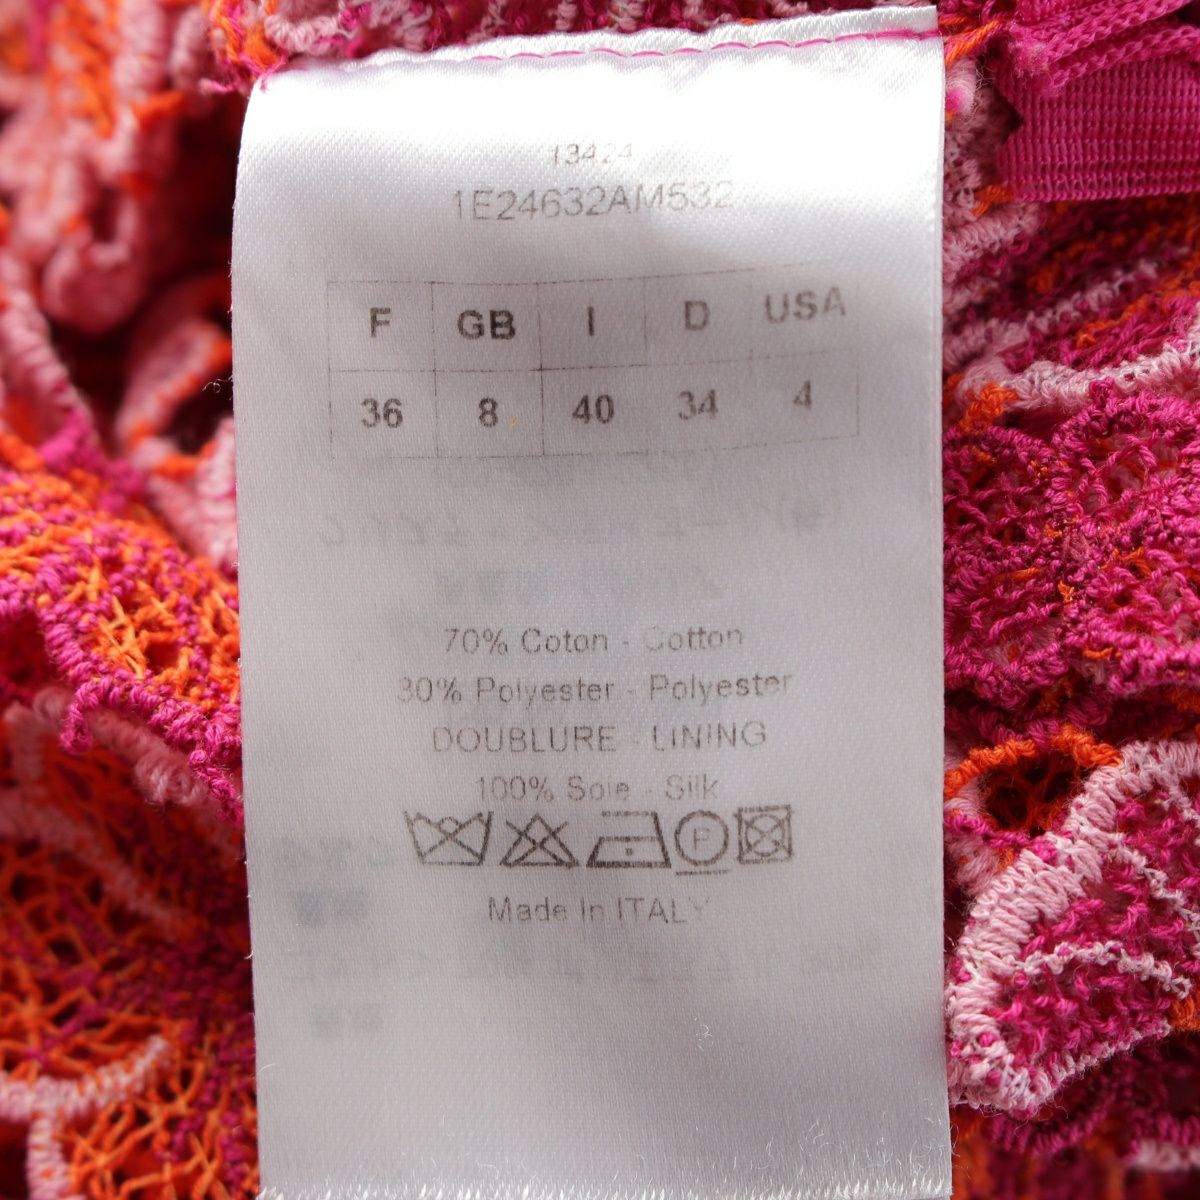 13424
1E24632AM532
F GB I D USA
36 8 40 34 4
70% Coton - Cotton
30% Polyester - Polyester
DOUBLURE - LINING
100% Soie - Silk
P
Made In ITALY